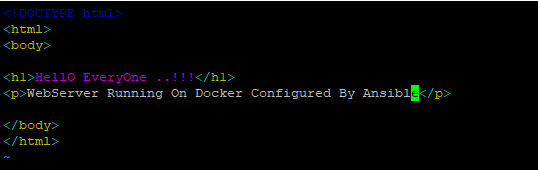 <!DOCTYPE html>
<html>
<body>
<h1>HellO EveryOne ..!!!</h1>
<p>WebServer Running On Docker Configured By Ansible</p>
</body>
</html>
~